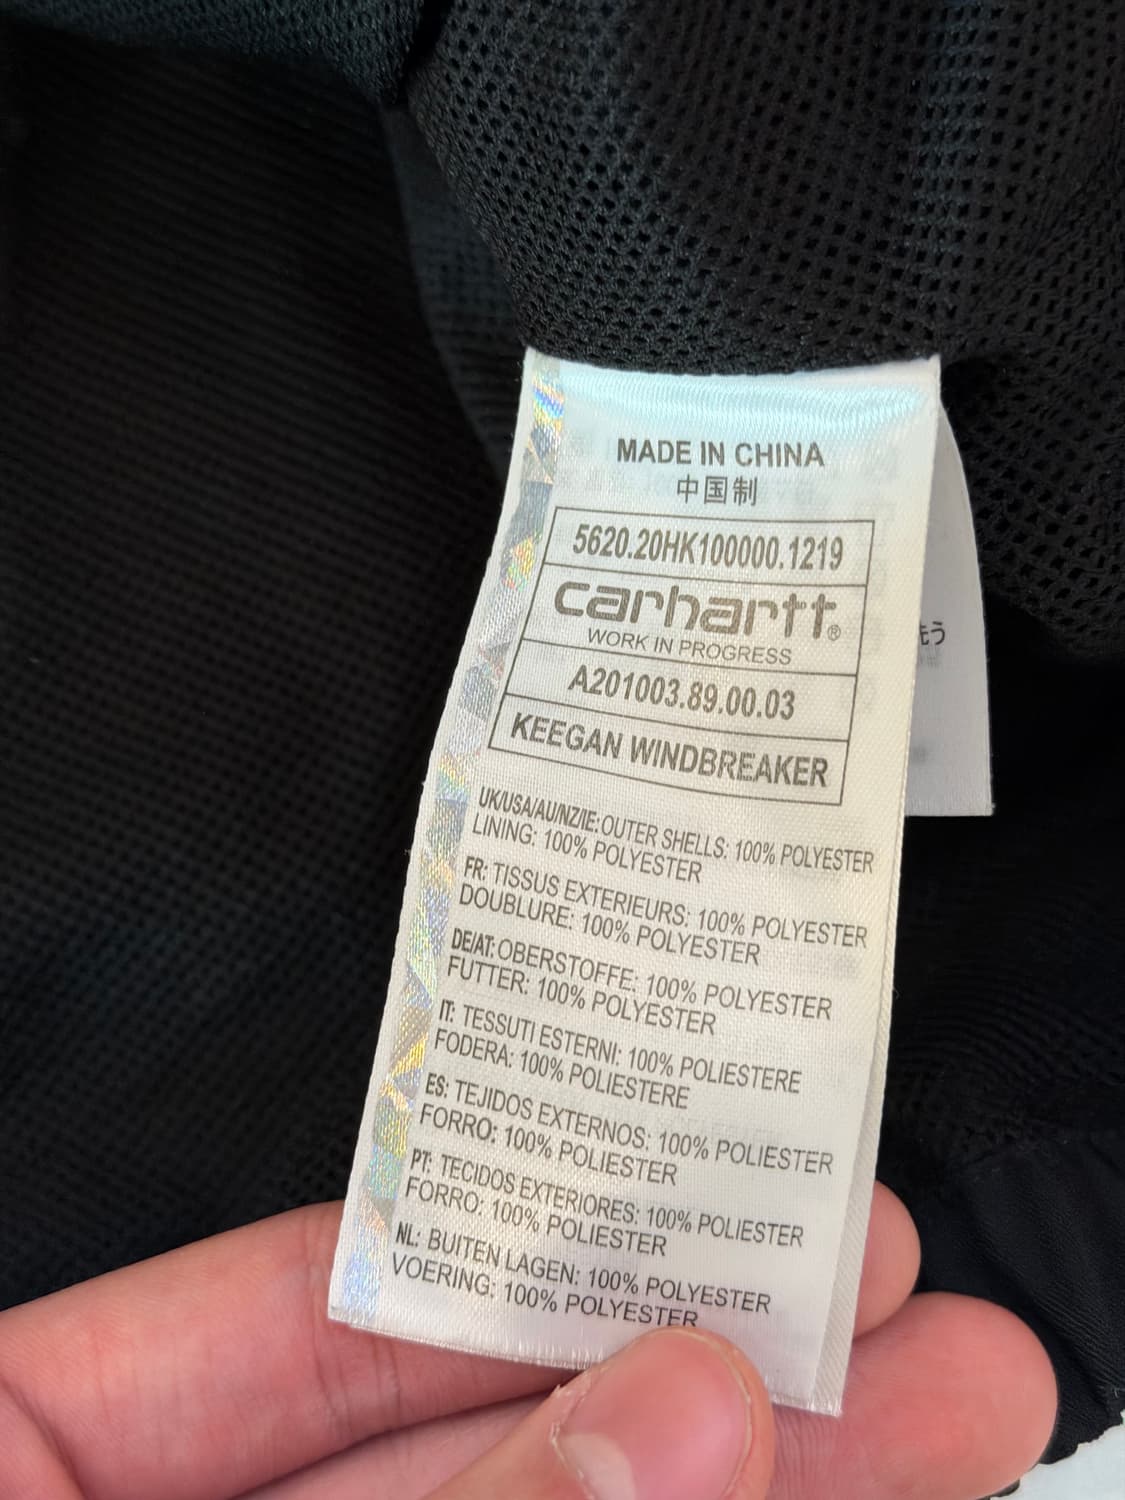 MADE IN CHINA
中国制
5620.20HK100000.1219
carhartt®
WORK IN PROGRESS
A201003.89.00.03
KEEGAN WINDBREAKER
UK/USA/AU/NZ/IE: OUTER SHELLS: 100% POLYESTER
LINING: 100% POLYESTER
FR: TISSUS EXTERIEURS: 100% POLYESTER
DOUBLURE: 100% POLYESTER
DE/AT: OBERSTOFFE: 100% POLYESTER
FUTTER: 100% POLYESTER
IT: TESSUTI ESTERNI: 100% POLIESTERE
FODERA: 100% POLIESTERE
ES: TEJIDOS EXTERNOS: 100% POLIESTER
FORRO: 100% POLIESTER
PT: TECIDOS EXTERIORES: 100% POLIESTER
FORRO: 100% POLIESTER
NL: BUITEN LAGEN: 100% POLYESTER
VOERING: 100% POLYESTER